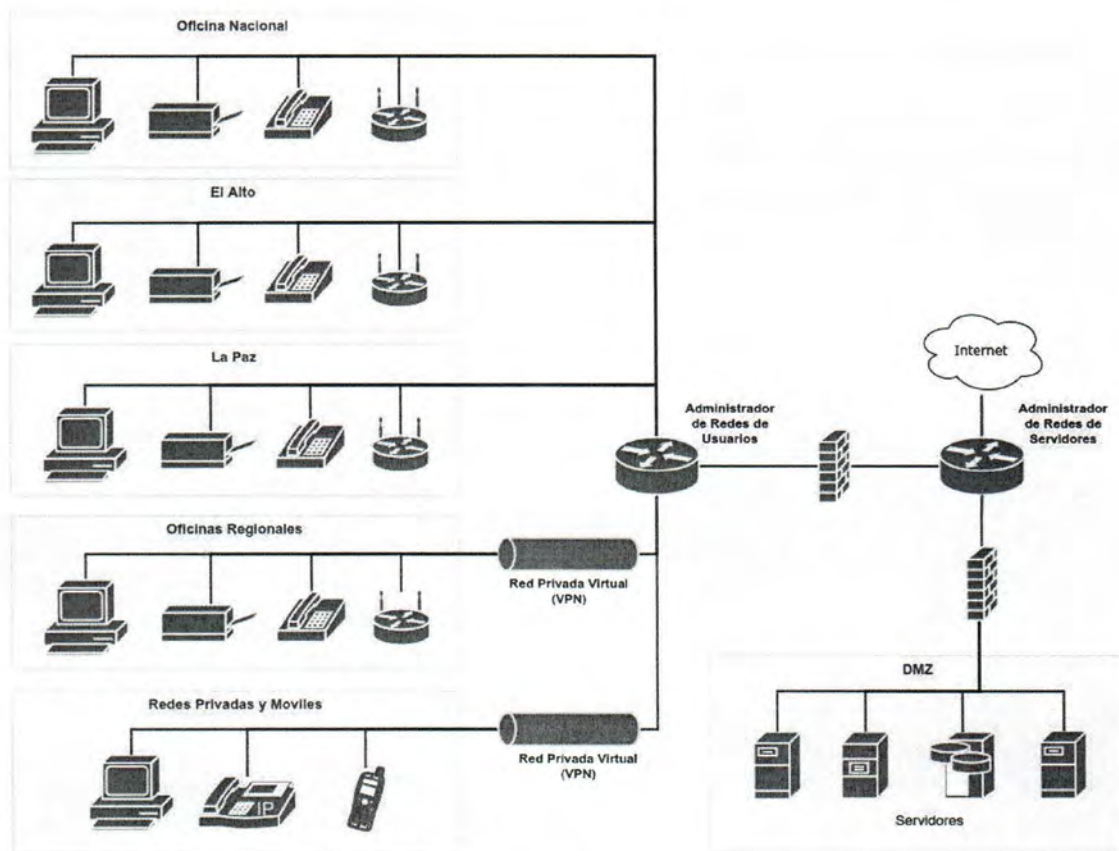 Oficina Nacional
El Alto
La Paz
Internet
Administrador
de Redes de
Usuarios
Administrador
de Redes de
Servidores
Oficinas Regionales
Red Privada Virtual
(VPN)
DMZ
Redes Privadas y Moviles
Red Privada Virtual
(VPN)
IP
Servidores